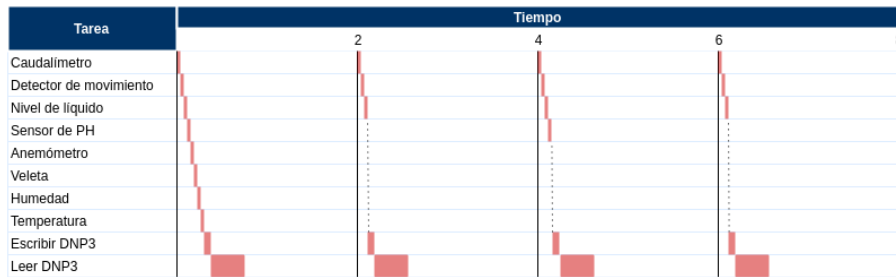 Tarea
Tiempo
2
4
6
Caudalímetro
Detector de movimiento
Nivel de líquido
Sensor de PH
Anemómetro
Veleta
Humedad
Temperatura
Escribir DNP3
Leer DNP3